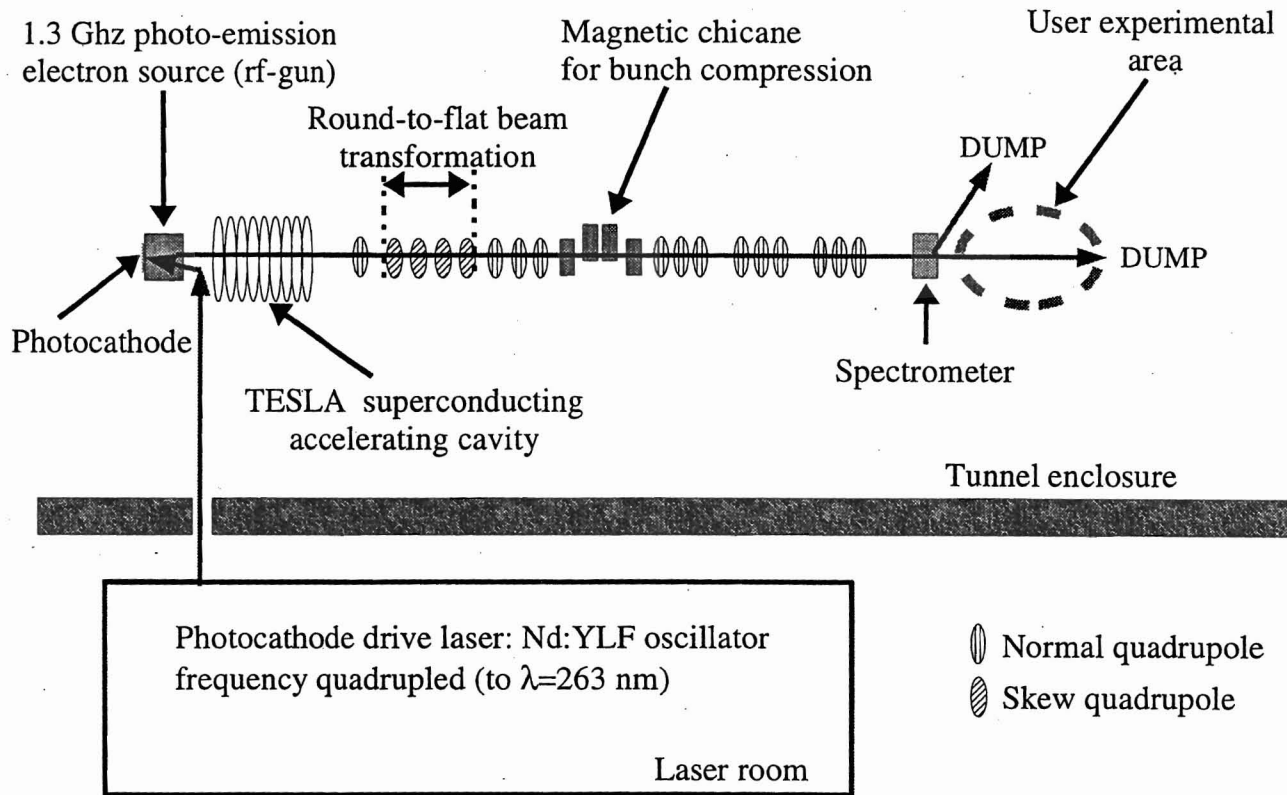 1.3 Ghz photo-emission
electron source (rf-gun)
Magnetic chicane
for bunch compression
User experimental
area
Round-to-flat beam
transformation
DUMP
DUMP
Photocathode
Spectrometer
TESLA superconducting
accelerating cavity
Tunnel enclosure
Photocathode drive laser: Nd:YLF oscillator
frequency quadrupled (to λ=263 nm)
Laser room
Normal quadrupole
Skew quadrupole